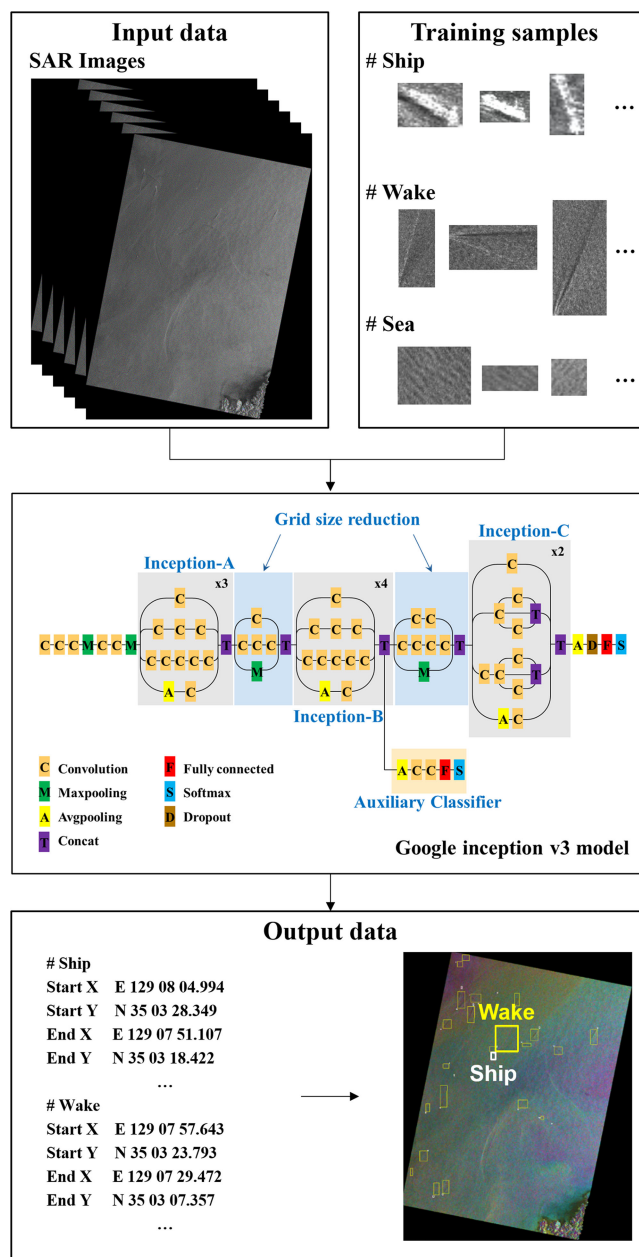 Input data
SAR Images
Training samples
# Ship
...
# Wake
...
# Sea
...
Grid size reduction
Inception-C
x2
Inception-A
x3
x4
C
C
C
C
C
C
C
C
C C C
C C C
C
C
T
C
C
C C C M C C M
C C C C C
T
C C C
T
C C C C C
T
C C C C
T
T
A
D
F
S
M
M
C C
C
C
T
C
A C
A C
Inception-B
A C
C Convolution
F Fully connected
M Maxpooling
S Softmax
A Avgpooling
D Dropout
T Concat
A C C F S
Auxiliary Classifier
Google inception v3 model
Output data
# Ship
Start X E 129 08 04.994
Start Y N 35 03 28.349
End X E 129 07 51.107
End Y N 35 03 18.422
...
# Wake
Start X E 129 07 57.643
Start Y N 35 03 23.793
End X E 129 07 29.472
End Y N 35 03 07.357
...
Wake
Ship